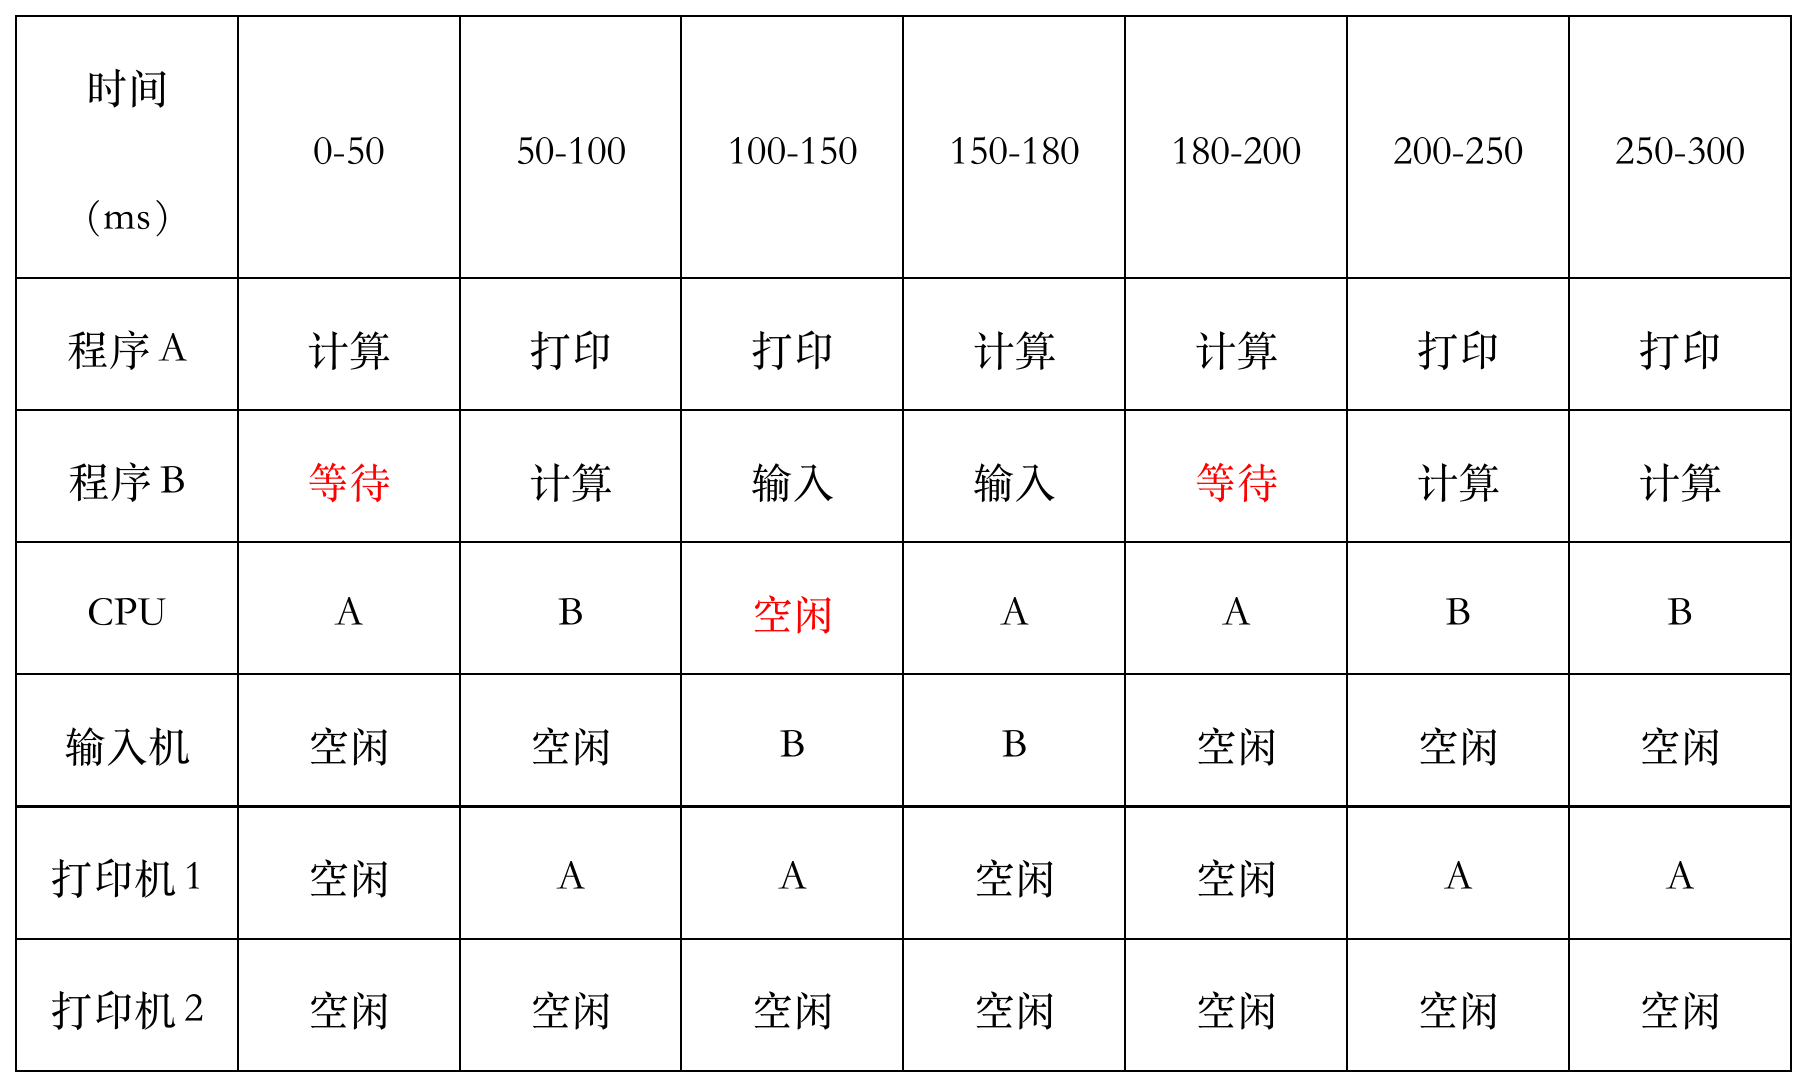 时间
（ms）
0-50 50-100 100-150 150-180 180-200 200-250 250-300
程序 A 计算 打印 打印 计算 计算 打印 打印
程序 B 等待 计算 输入 输入 等待 计算 计算
CPU A B 空闲 A A B B
输入机 空闲 空闲 B B 空闲 空闲 空闲
打印机 1 空闲 A A 空闲 空闲 A A
打印机 2 空闲 空闲 空闲 空闲 空闲 空闲 空闲